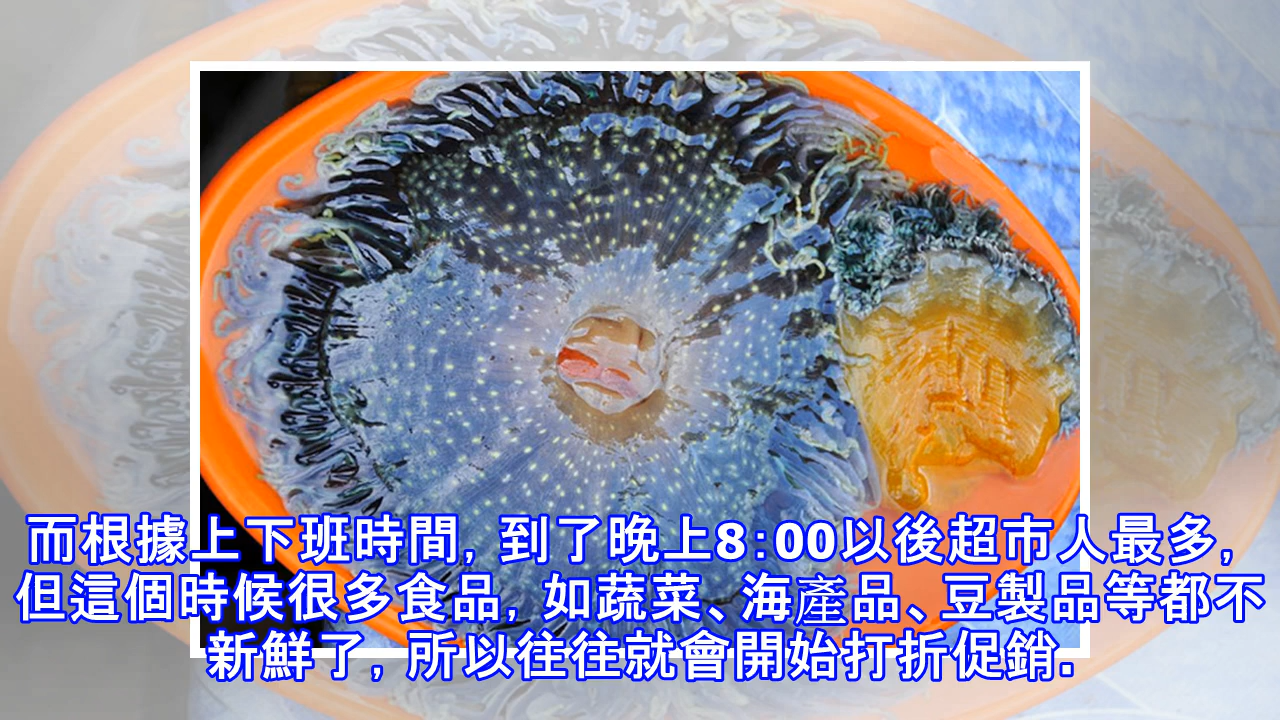 而根據上下班時間, 到了晚上8:00以後超市人最多,
但這個時候很多食品, 如蔬菜、海產品、豆製品等都不
新鮮了, 所以往往就會開始打折促銷.